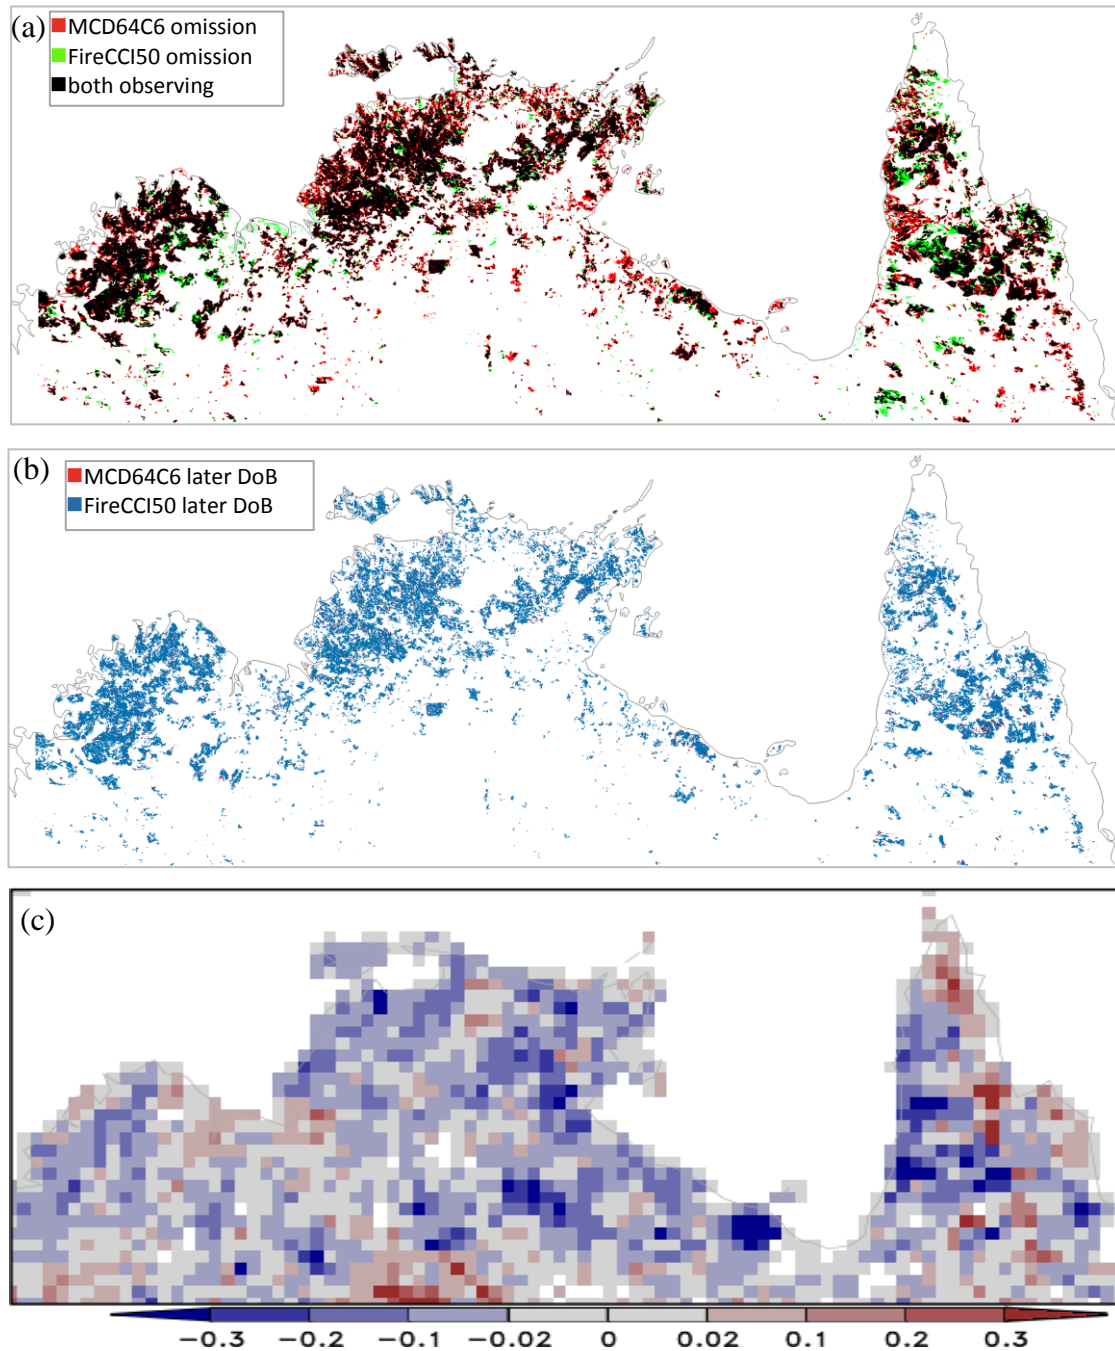 (a)
MCD64C6 omission
FireCCI50 omission
both observing
(b)
MCD64C6 later DoB
FireCCI50 later DoB
(c)
−0.3 −0.2 −0.1 −0.02 0 0.02 0.1 0.2 0.3